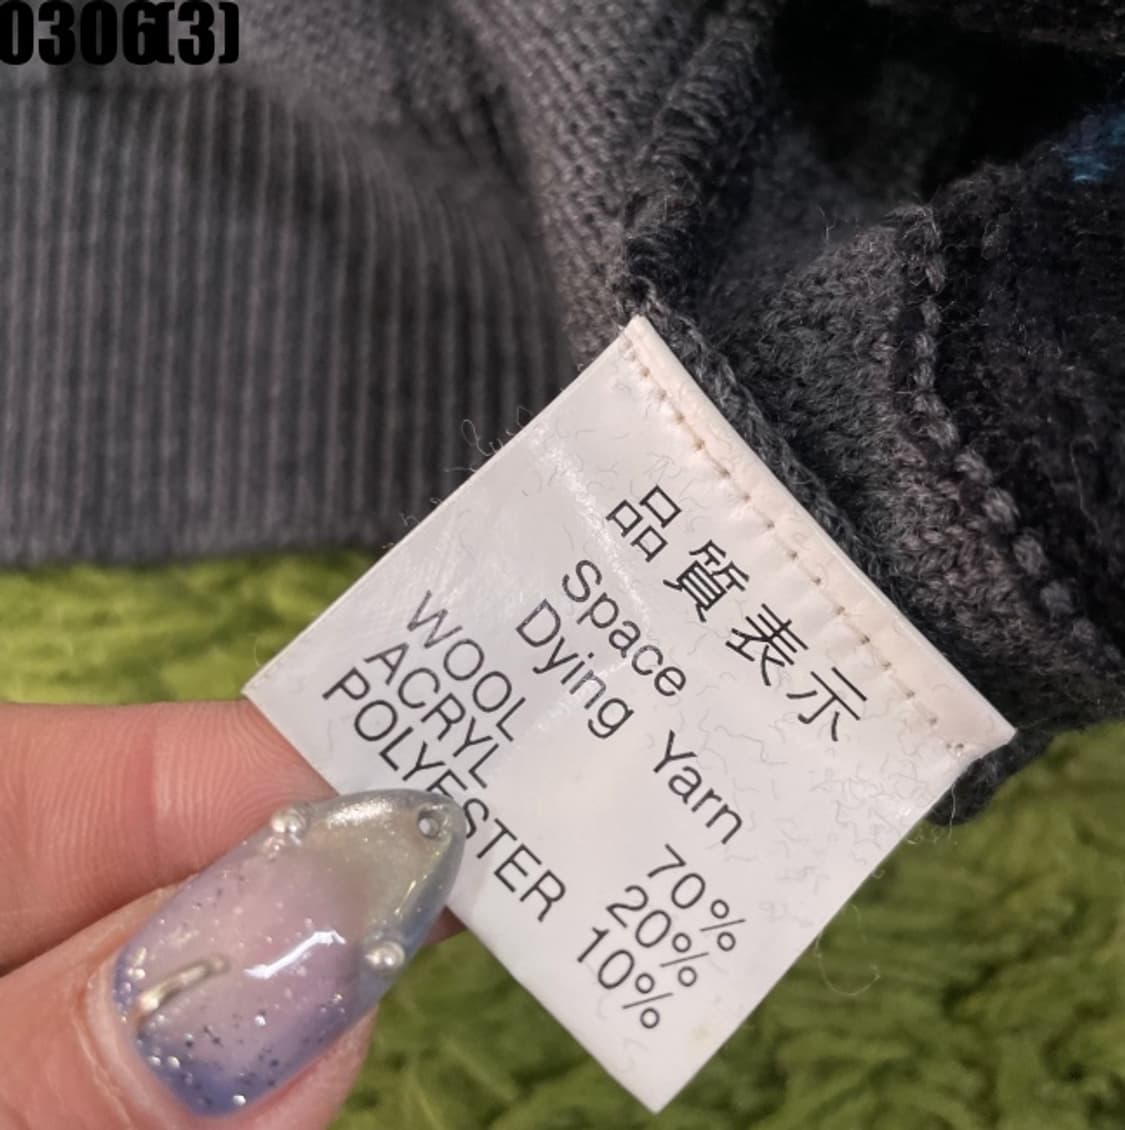 0306(3)
品質表示
Space Yarn
Dying
WOOL 70%
ACRYL 20%
POLYESTER 10%